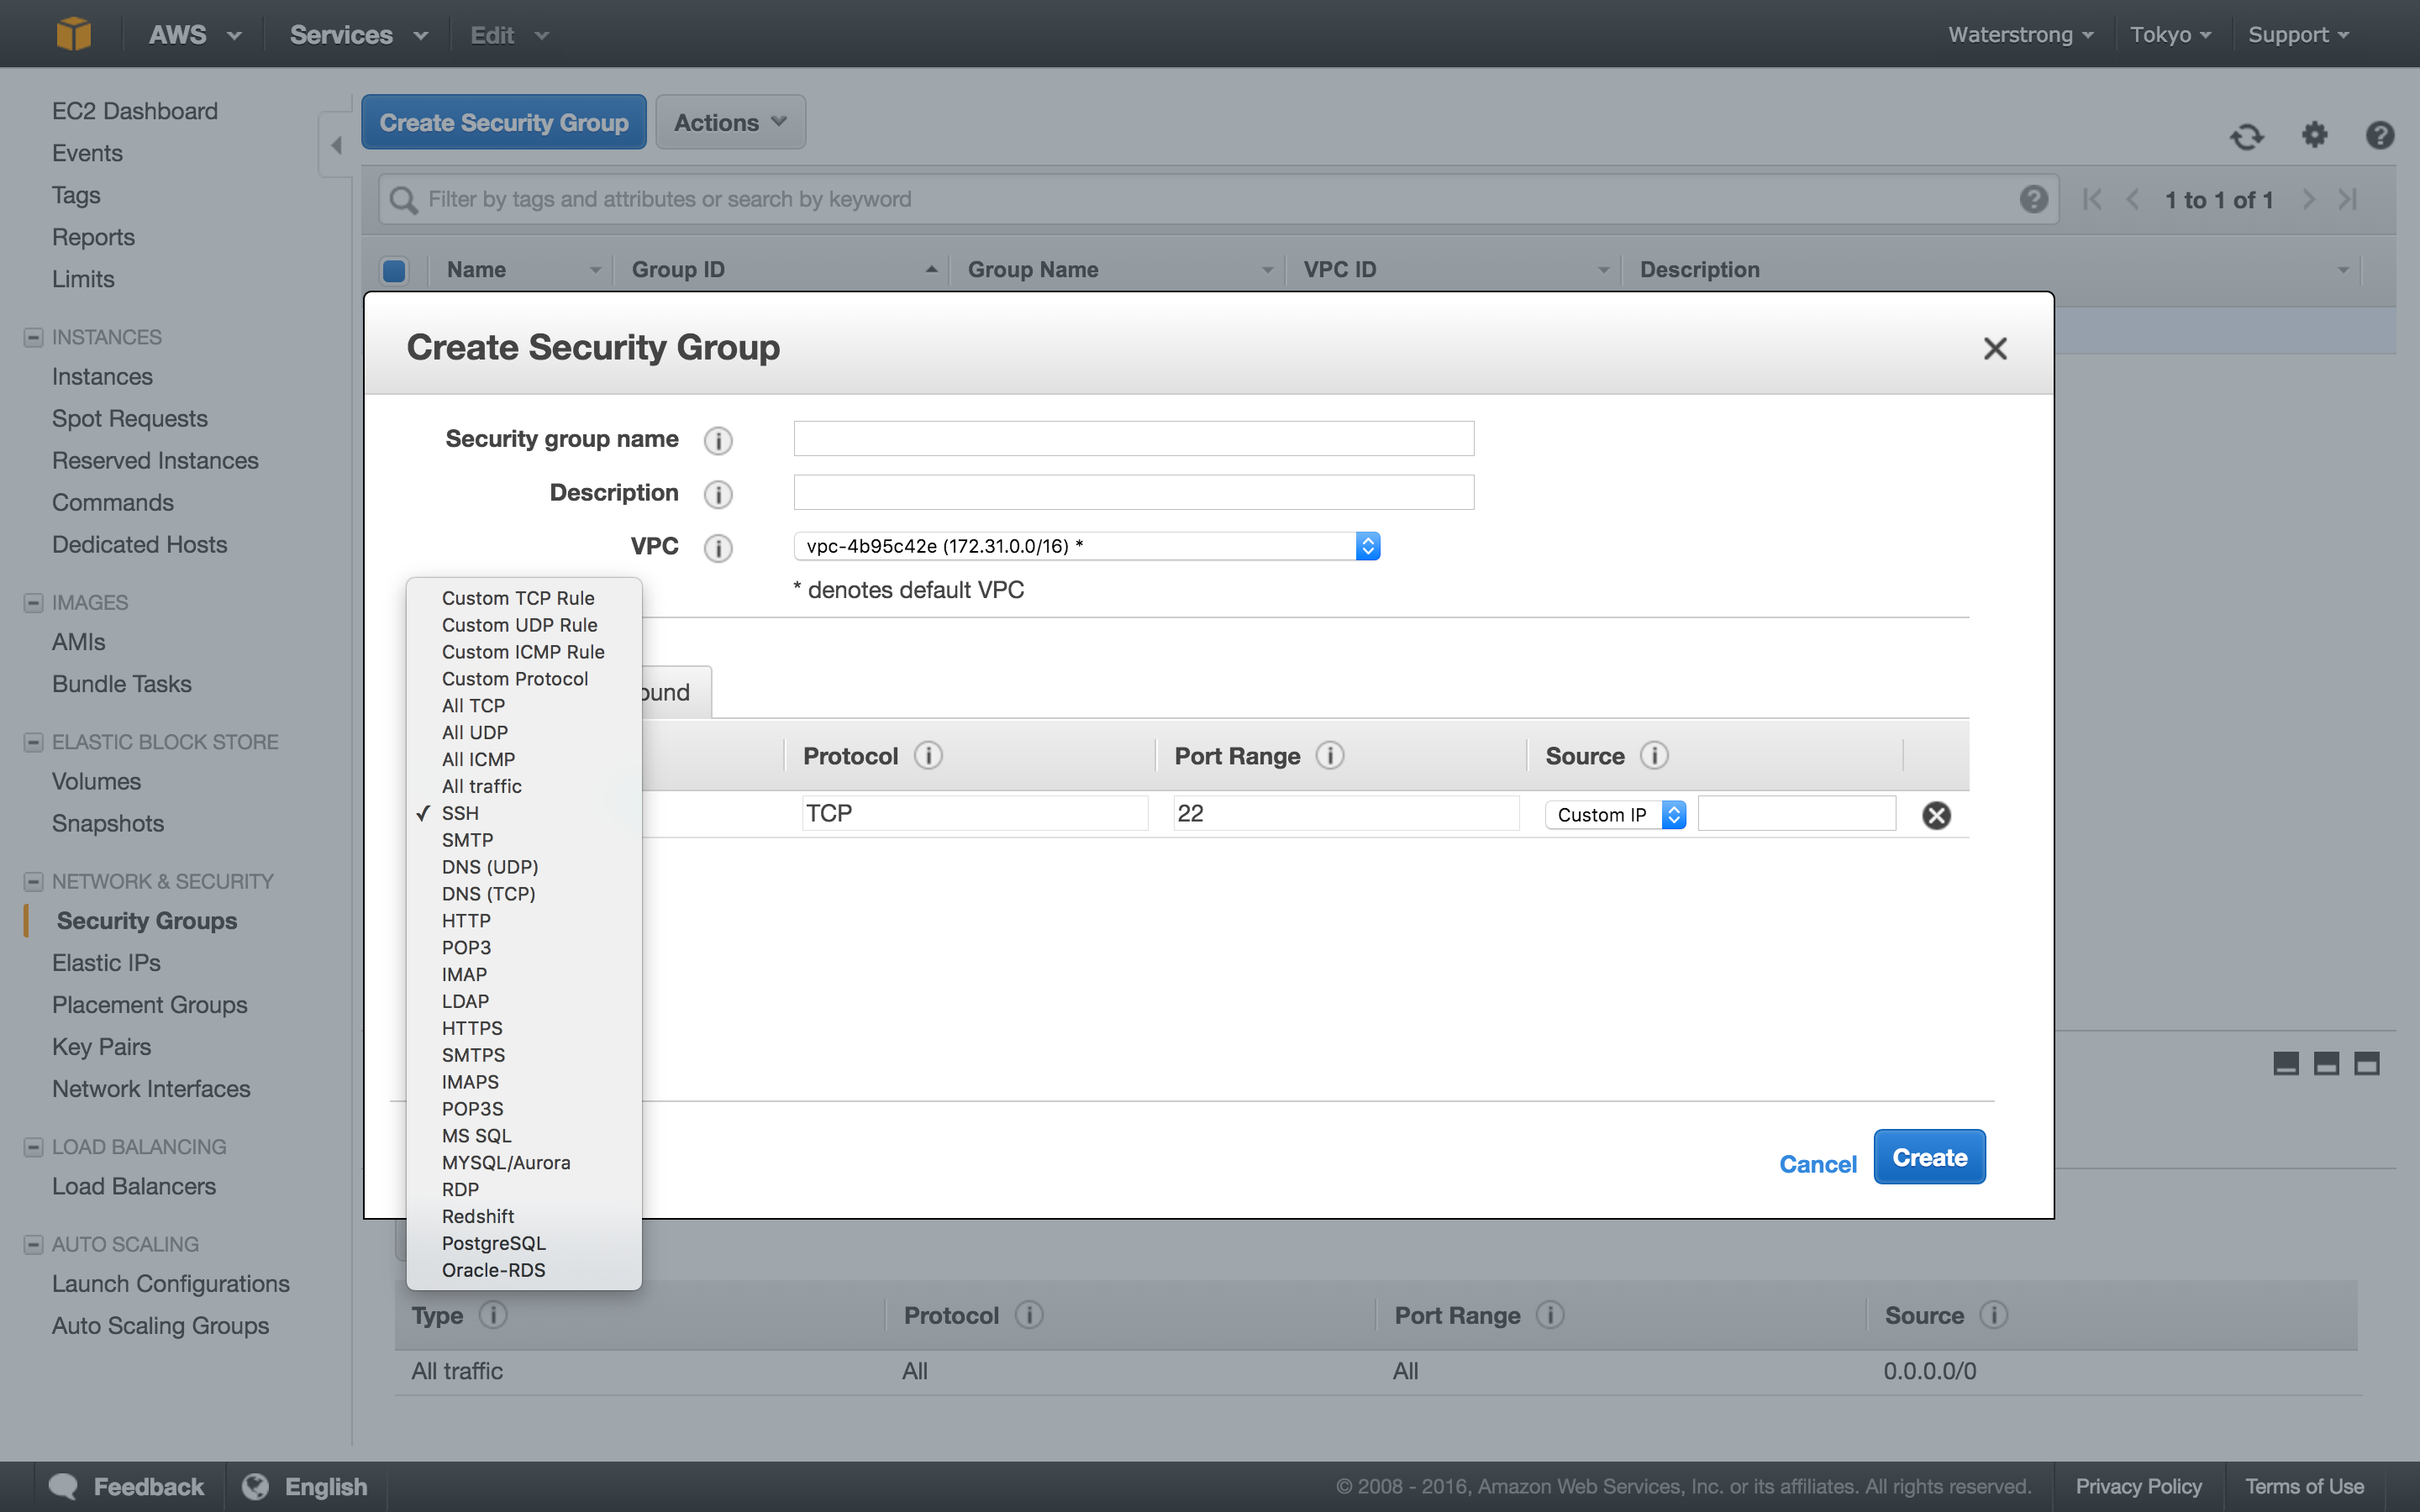 AWS Services Edit Waterstrong Tokyo Support
EC2 Dashboard
Events
Tags
Reports
Limits
INSTANCES
Instances
Spot Requests
Reserved Instances
Commands
Dedicated Hosts
IMAGES
AMIs
Bundle Tasks
ELASTIC BLOCK STORE
Volumes
Snapshots
NETWORK & SECURITY
Security Groups
Elastic IPs
Placement Groups
Key Pairs
Network Interfaces
LOAD BALANCING
Load Balancers
AUTO SCALING
Launch Configurations
Auto Scaling Groups
Create Security Group Actions
Filter by tags and attributes or search by keyword 1 to 1 of 1
Name Group ID Group Name VPC ID Description
Create Security Group
Security group name
Description
VPC vpc-4b95c42e (172.31.0.0/16) *
* denotes default VPC
Custom TCP Rule
Custom UDP Rule
Custom ICMP Rule
Custom Protocol
All TCP
All UDP
All ICMP
All traffic
SSH
SMTP
DNS (UDP)
DNS (TCP)
HTTP
POP3
IMAP
LDAP
HTTPS
SMTPS
IMAPS
POP3S
MS SQL
MYSQL/Aurora
RDP
Redshift
PostgreSQL
Oracle-RDS
ound
Protocol Port Range Source
TCP 22 Custom IP
Cancel Create
Type Protocol Port Range Source
All traffic All All 0.0.0.0/0
Feedback English © 2008 - 2016, Amazon Web Services, Inc. or its affiliates. All rights reserved. Privacy Policy Terms of Use